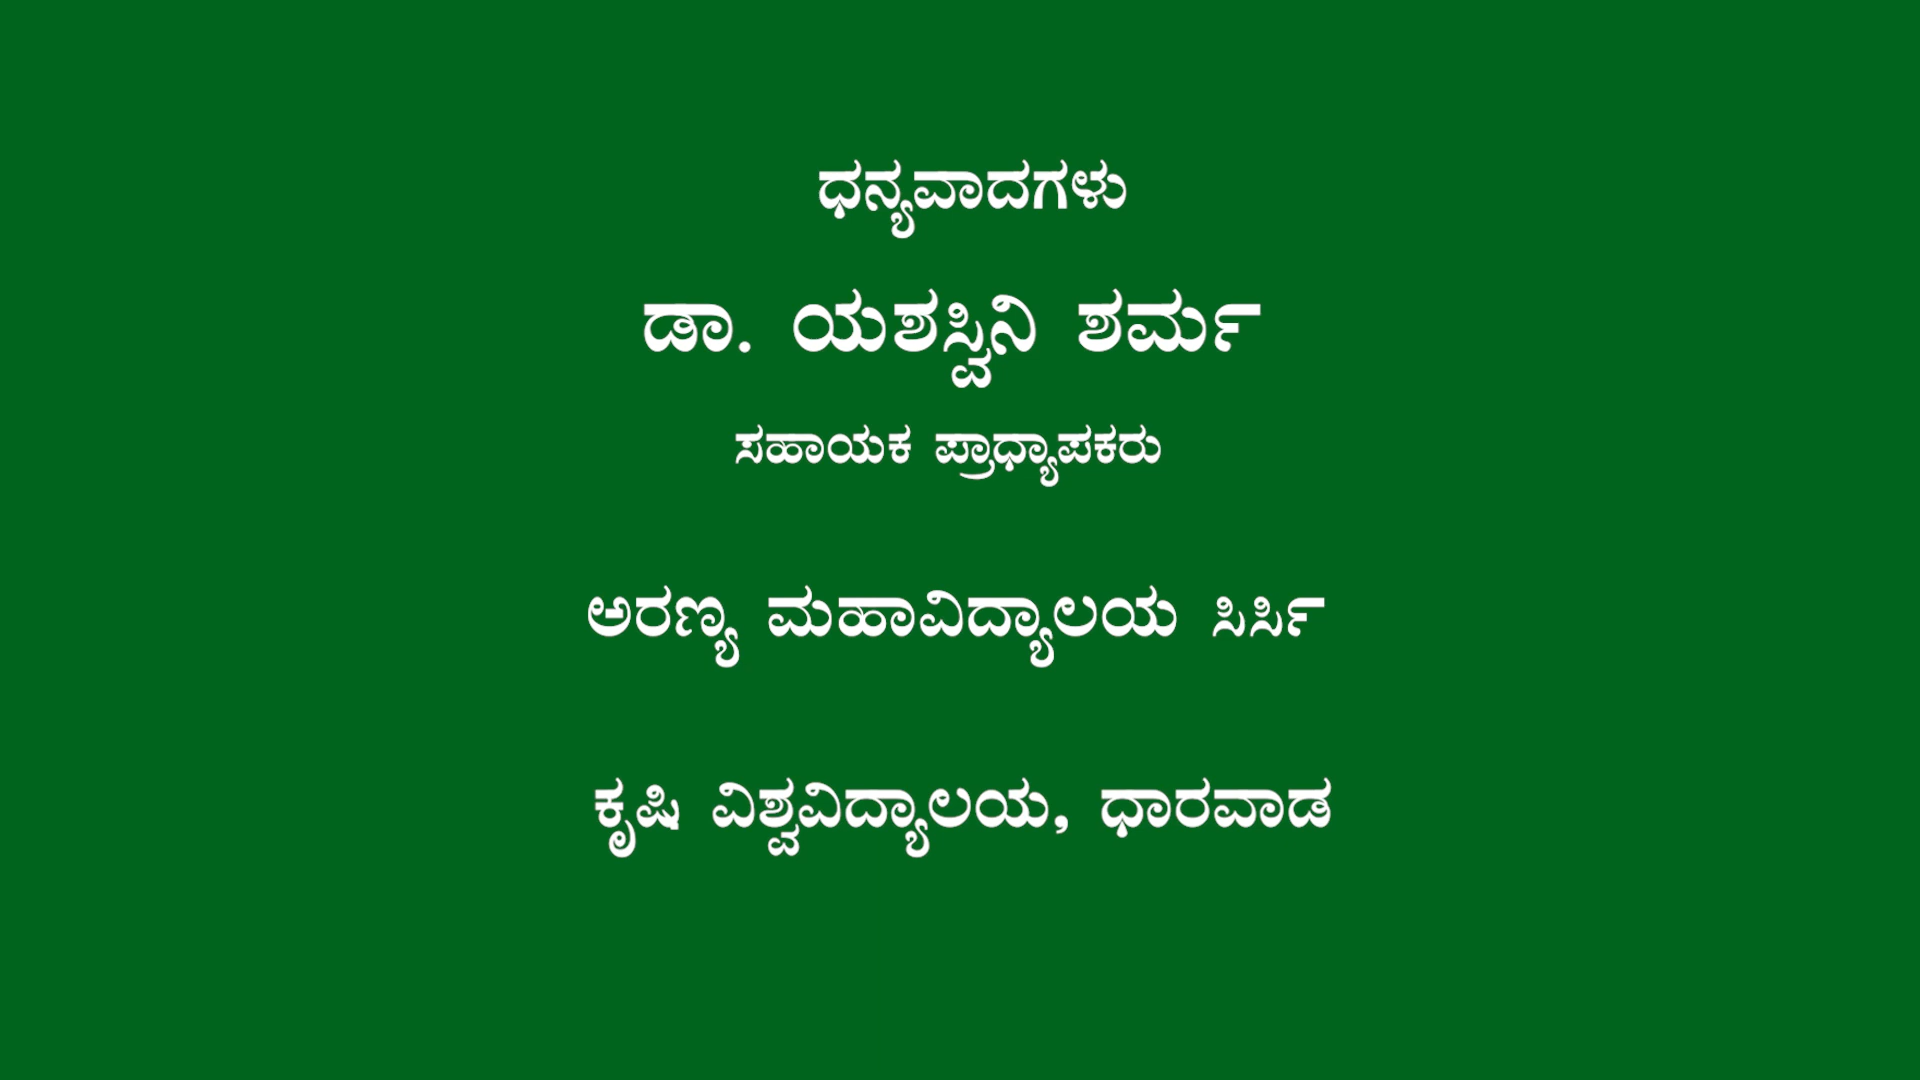 ಧನ್ಯವಾದಗಳು
ಡಾ. ಯಶಸ್ವಿನಿ ಶರ್ಮ
ಸಹಾಯಕ ಪ್ರಾಧ್ಯಾಪಕರು
ಅರಣ್ಯ ಮಹಾವಿದ್ಯಾಲಯ ಸಿರ್ಸಿ
ಕೃಷಿ ವಿಶ್ವವಿದ್ಯಾಲಯ, ಧಾರವಾಡ